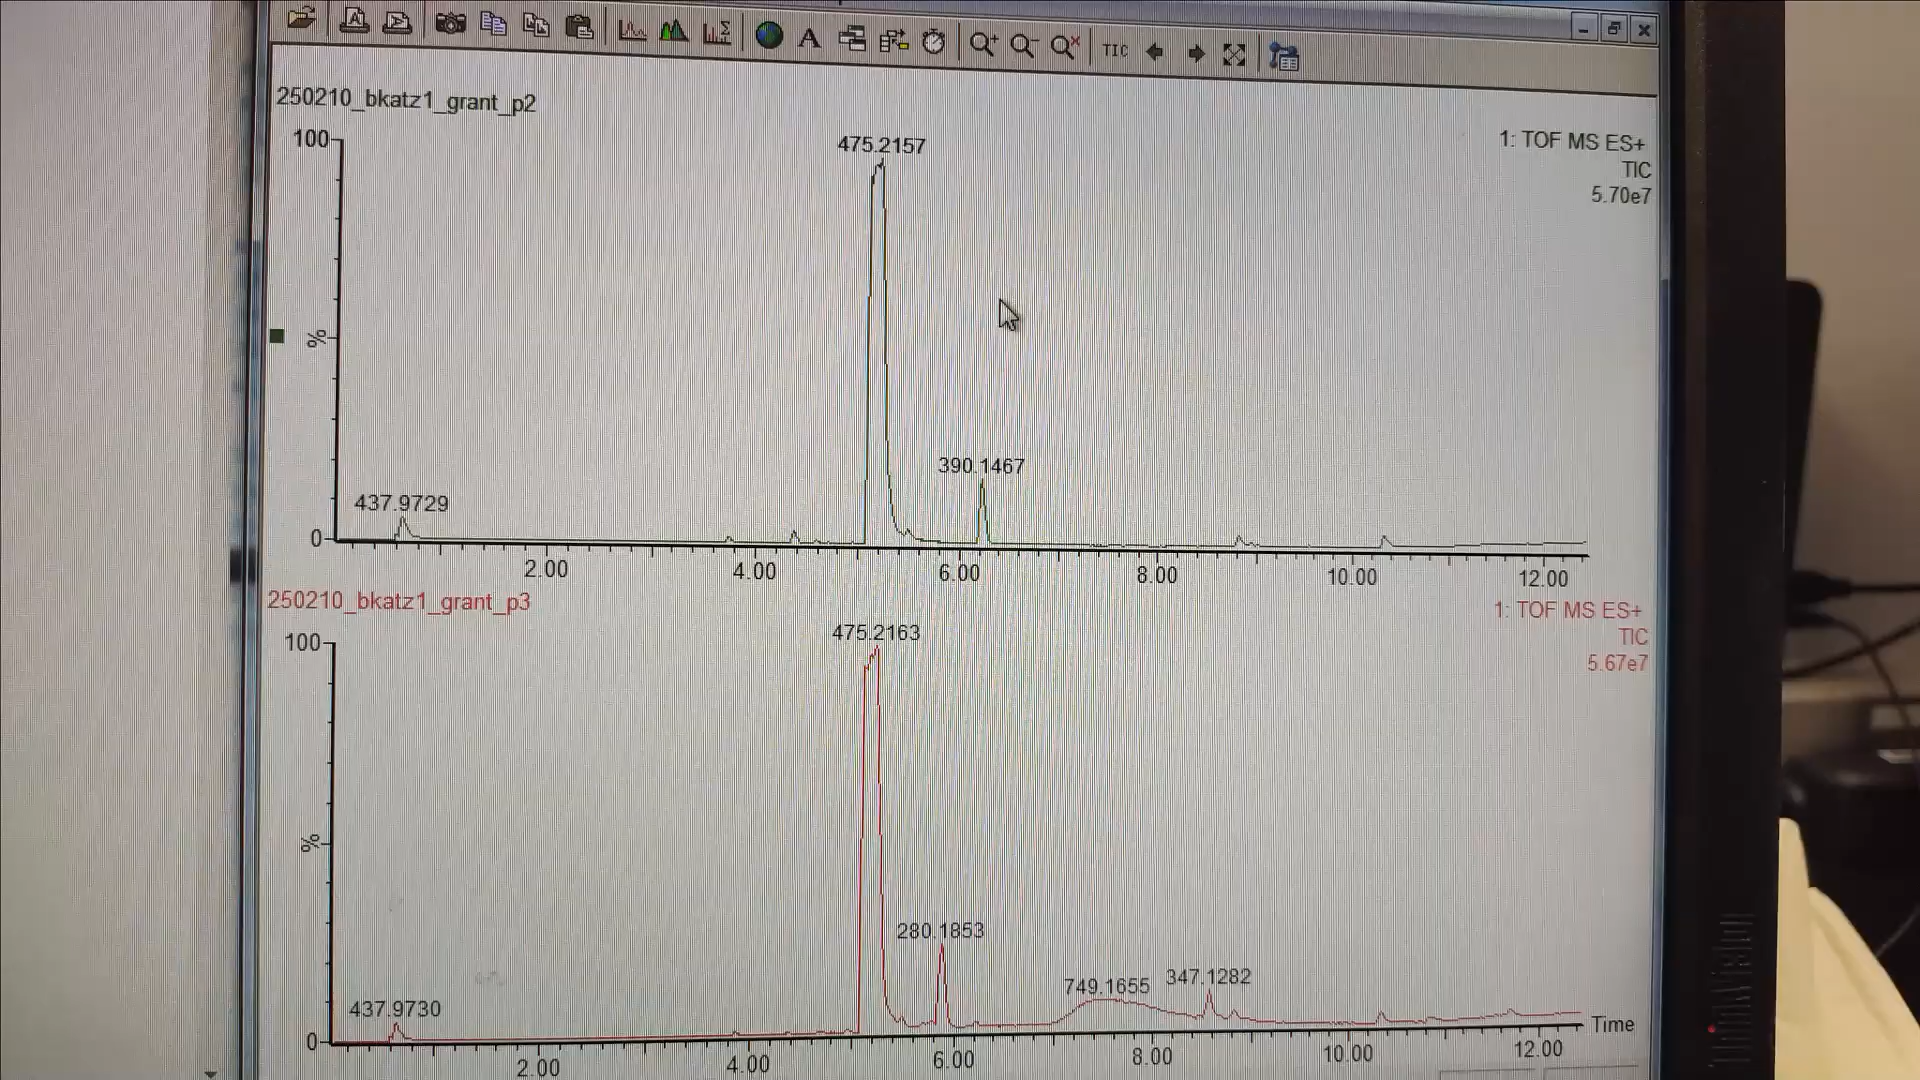 A
TIC
250210_bkatz1_grant_p2
1: TOF MS ES+
TIC
5.70e7
100
475.2157
%
390.1467
437.9729
0
2.00 4.00 6.00 8.00 10.00 12.00
250210_bkatz1_grant_p3
1: TOF MS ES+
TIC
5.67e7
100
475.2163
%
280.1853
749.1655
347.1282
437.9730
0
Time
2.00 4.00 6.00 8.00 10.00 12.00